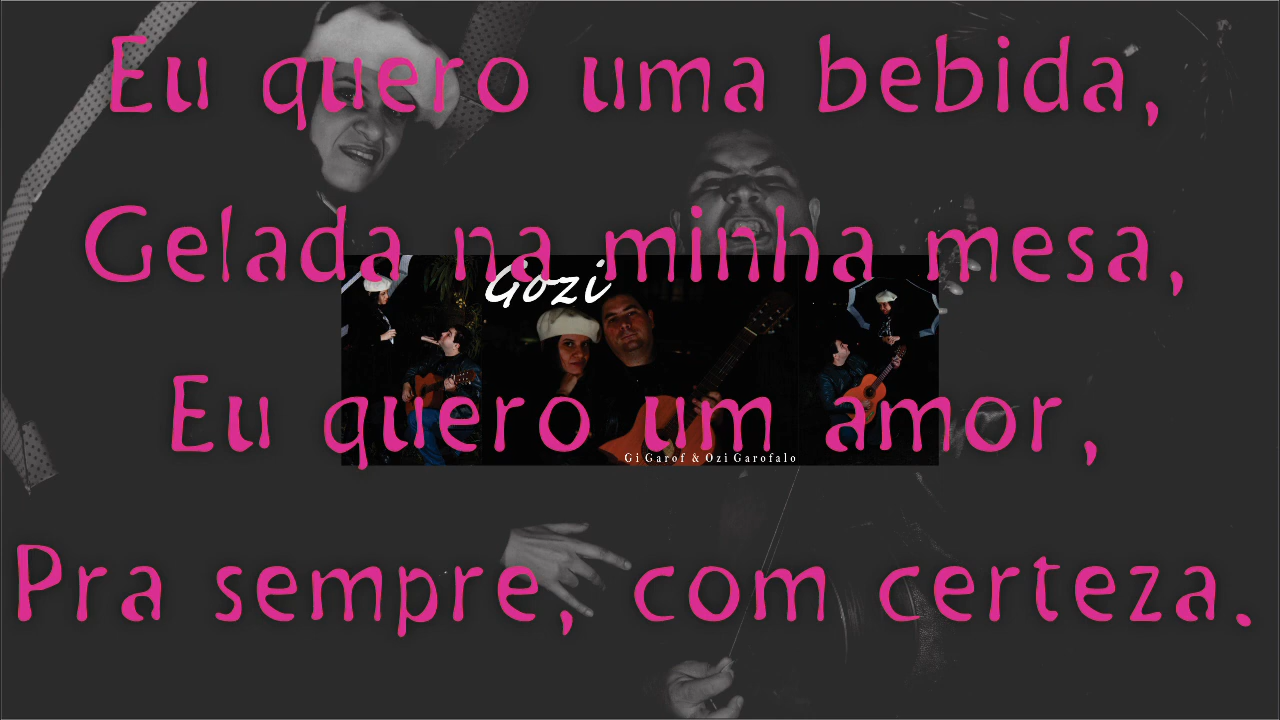 Eu quero uma bebida,
Gelada na minha mesa,
Gozi
Eu quero um amor,
Gi Garof & Ozi Garofalo
Pra sempre, com certeza.